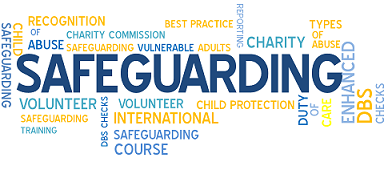 CHILD
SAFEGUARDING
RECOGNITION
OF
ABUSE
CHARITY COMMISSION
SAFEGUARDING VULNERABLE ADULTS
BEST PRACTICE
REPORTING
CHARITY
TYPES
OF
ABUSE
SAFEGUARDING
VOLUNTEER
SAFEGUARDING
TRAINING
DBS CHECKS
VOLUNTEER
CHILD PROTECTION
INTERNATIONAL
SAFEGUARDING
COURSE
DUTY
OF
CARE
ENHANCED
DBS
CHECKS